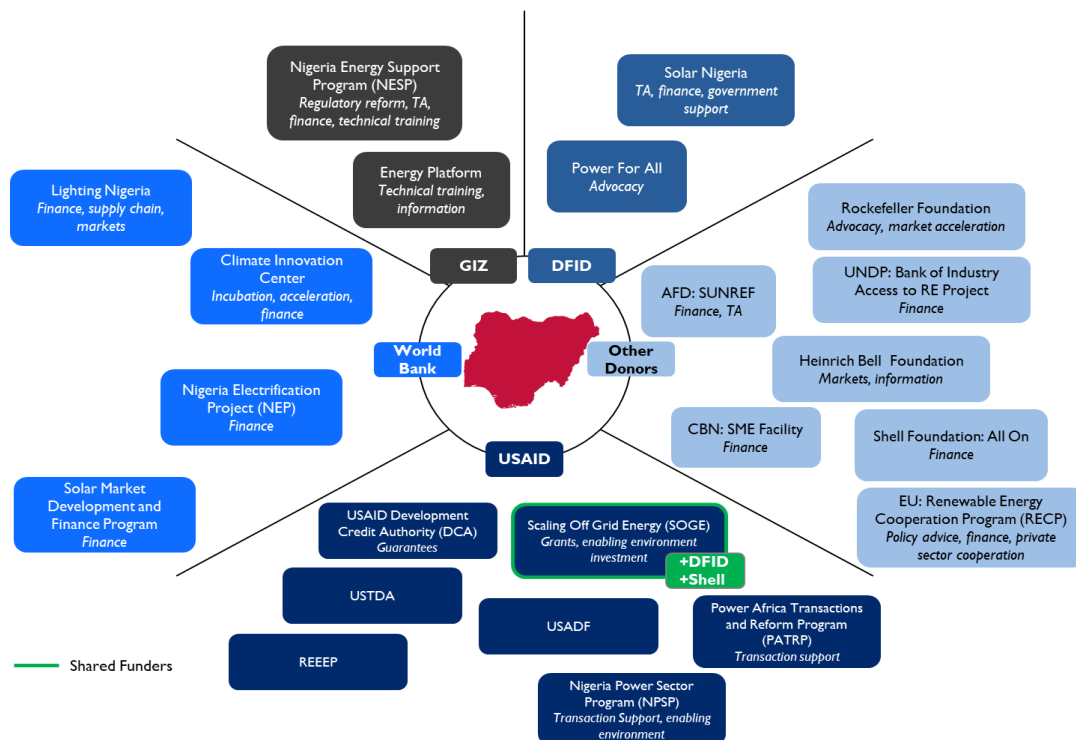 Nigeria Energy Support
Program (NESP)
Regulatory reform, TA,
finance, technical training
Solar Nigeria
TA, finance, government
support
Energy Platform
Technical training,
information
Power For All
Advocacy
Lighting Nigeria
Finance, supply chain,
markets
Rockefeller Foundation
Advocacy, market acceleration
Climate Innovation
Center
Incubation, acceleration,
finance
GIZ
DFID
AFD: SUNREF
Finance, TA
UNDP: Bank of Industry
Access to RE Project
Finance
World
Bank
Other
Donors
Heinrich Bell Foundation
Markets, information
Nigeria Electrification
Project (NEP)
Finance
CBN: SME Facility
Finance
Shell Foundation: All On
Finance
USAID
Solar Market
Development and
Finance Program
Finance
EU: Renewable Energy
Cooperation Program (RECP)
Policy advice, finance, private
sector cooperation
USAID Development
Credit Authority (DCA)
Guarantees
Scaling Off Grid Energy (SOGE)
Grants, enabling environment
investment
+DFID
+Shell
USTDA
USADF
Power Africa Transactions
and Reform Program
(PATRP)
Transaction support
REEEP
Shared Funders
Nigeria Power Sector
Program (NPSP)
Transaction Support, enabling
environment